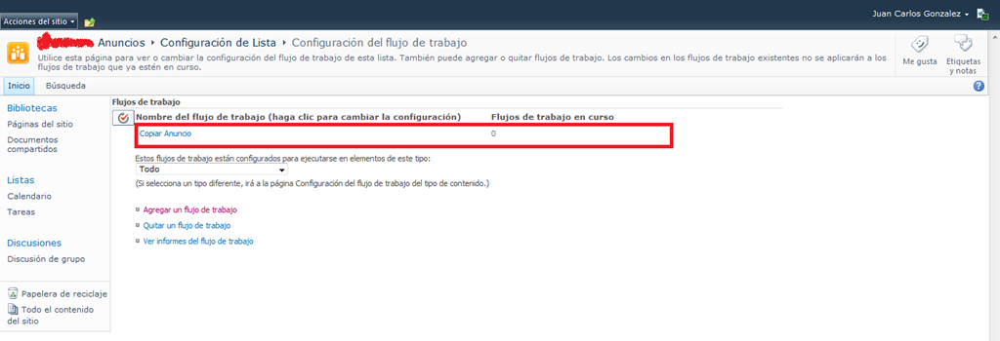 Acciones del sitio
Juan Carlos Gonzalez
Anuncios ▸ Configuración de Lista ▸ Configuración del flujo de trabajo
Utilice esta página para ver o cambiar la configuración del flujo de trabajo de esta lista. También puede agregar o quitar flujos de trabajo. Los cambios en los flujos de trabajo existentes no se aplicarán a los
flujos de trabajo que ya estén en curso.
Me gusta
Etiquetas
y notas
Inicio Búsqueda
Bibliotecas
Páginas del sitio
Documentos
compartidos
Listas
Calendario
Tareas
Discusiones
Discusión de grupo
Papelera de reciclaje
Todo el contenido
del sitio
Flujos de trabajo
Nombre del flujo de trabajo (haga clic para cambiar la configuración) Flujos de trabajo en curso
Copiar Anuncio 0
Estos flujos de trabajo están configurados para ejecutarse en elementos de este tipo:
Todo
(Si selecciona un tipo diferente, irá a la página Configuración del flujo de trabajo del tipo de contenido.)
Agregar un flujo de trabajo
Quitar un flujo de trabajo
Ver informes del flujo de trabajo